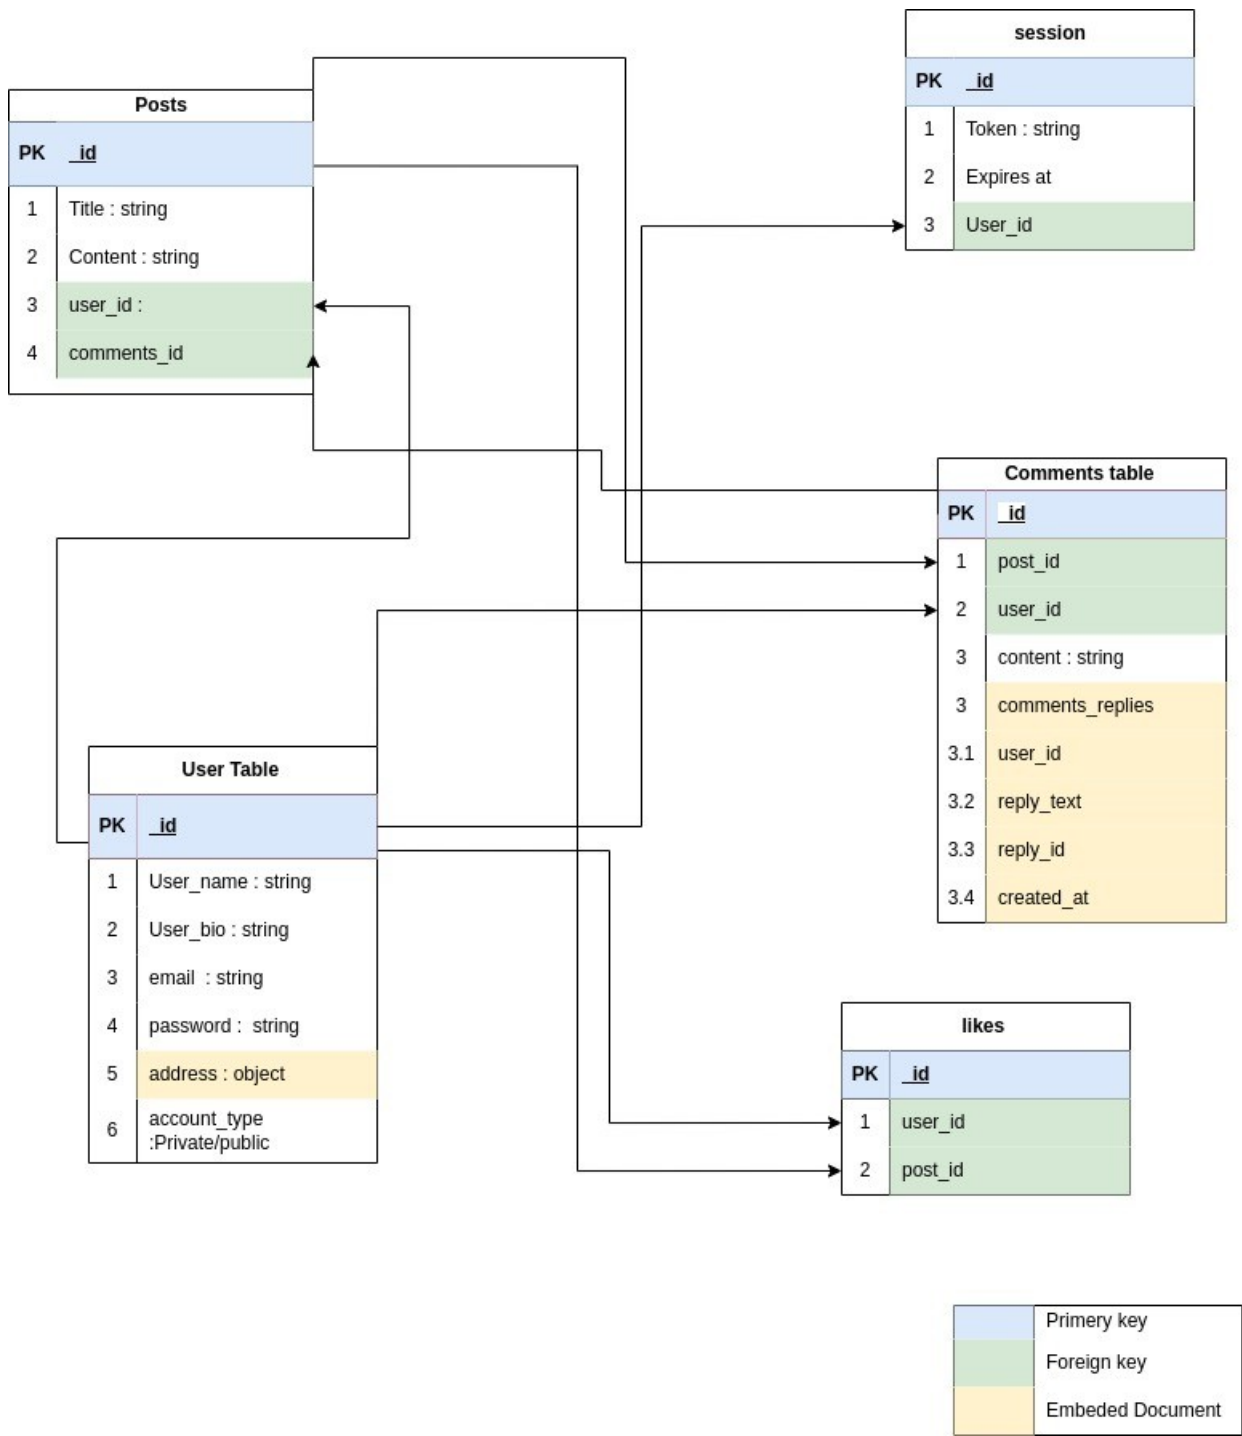 Posts
PK _id
1 Title : string
2 Content : string
3 user_id :
4 comments_id
session
PK _id
1 Token : string
2 Expires at
3 User_id
Comments table
PK _id
1 post_id
2 user_id
3 content : string
3 comments_replies
3.1 user_id
3.2 reply_text
3.3 reply_id
3.4 created_at
User Table
PK _id
1 User_name : string
2 User_bio : string
3 email : string
4 password : string
5 address : object
6 account_type
:Private/public
likes
PK _id
1 user_id
2 post_id
Primery key
Foreign key
Embeded Document